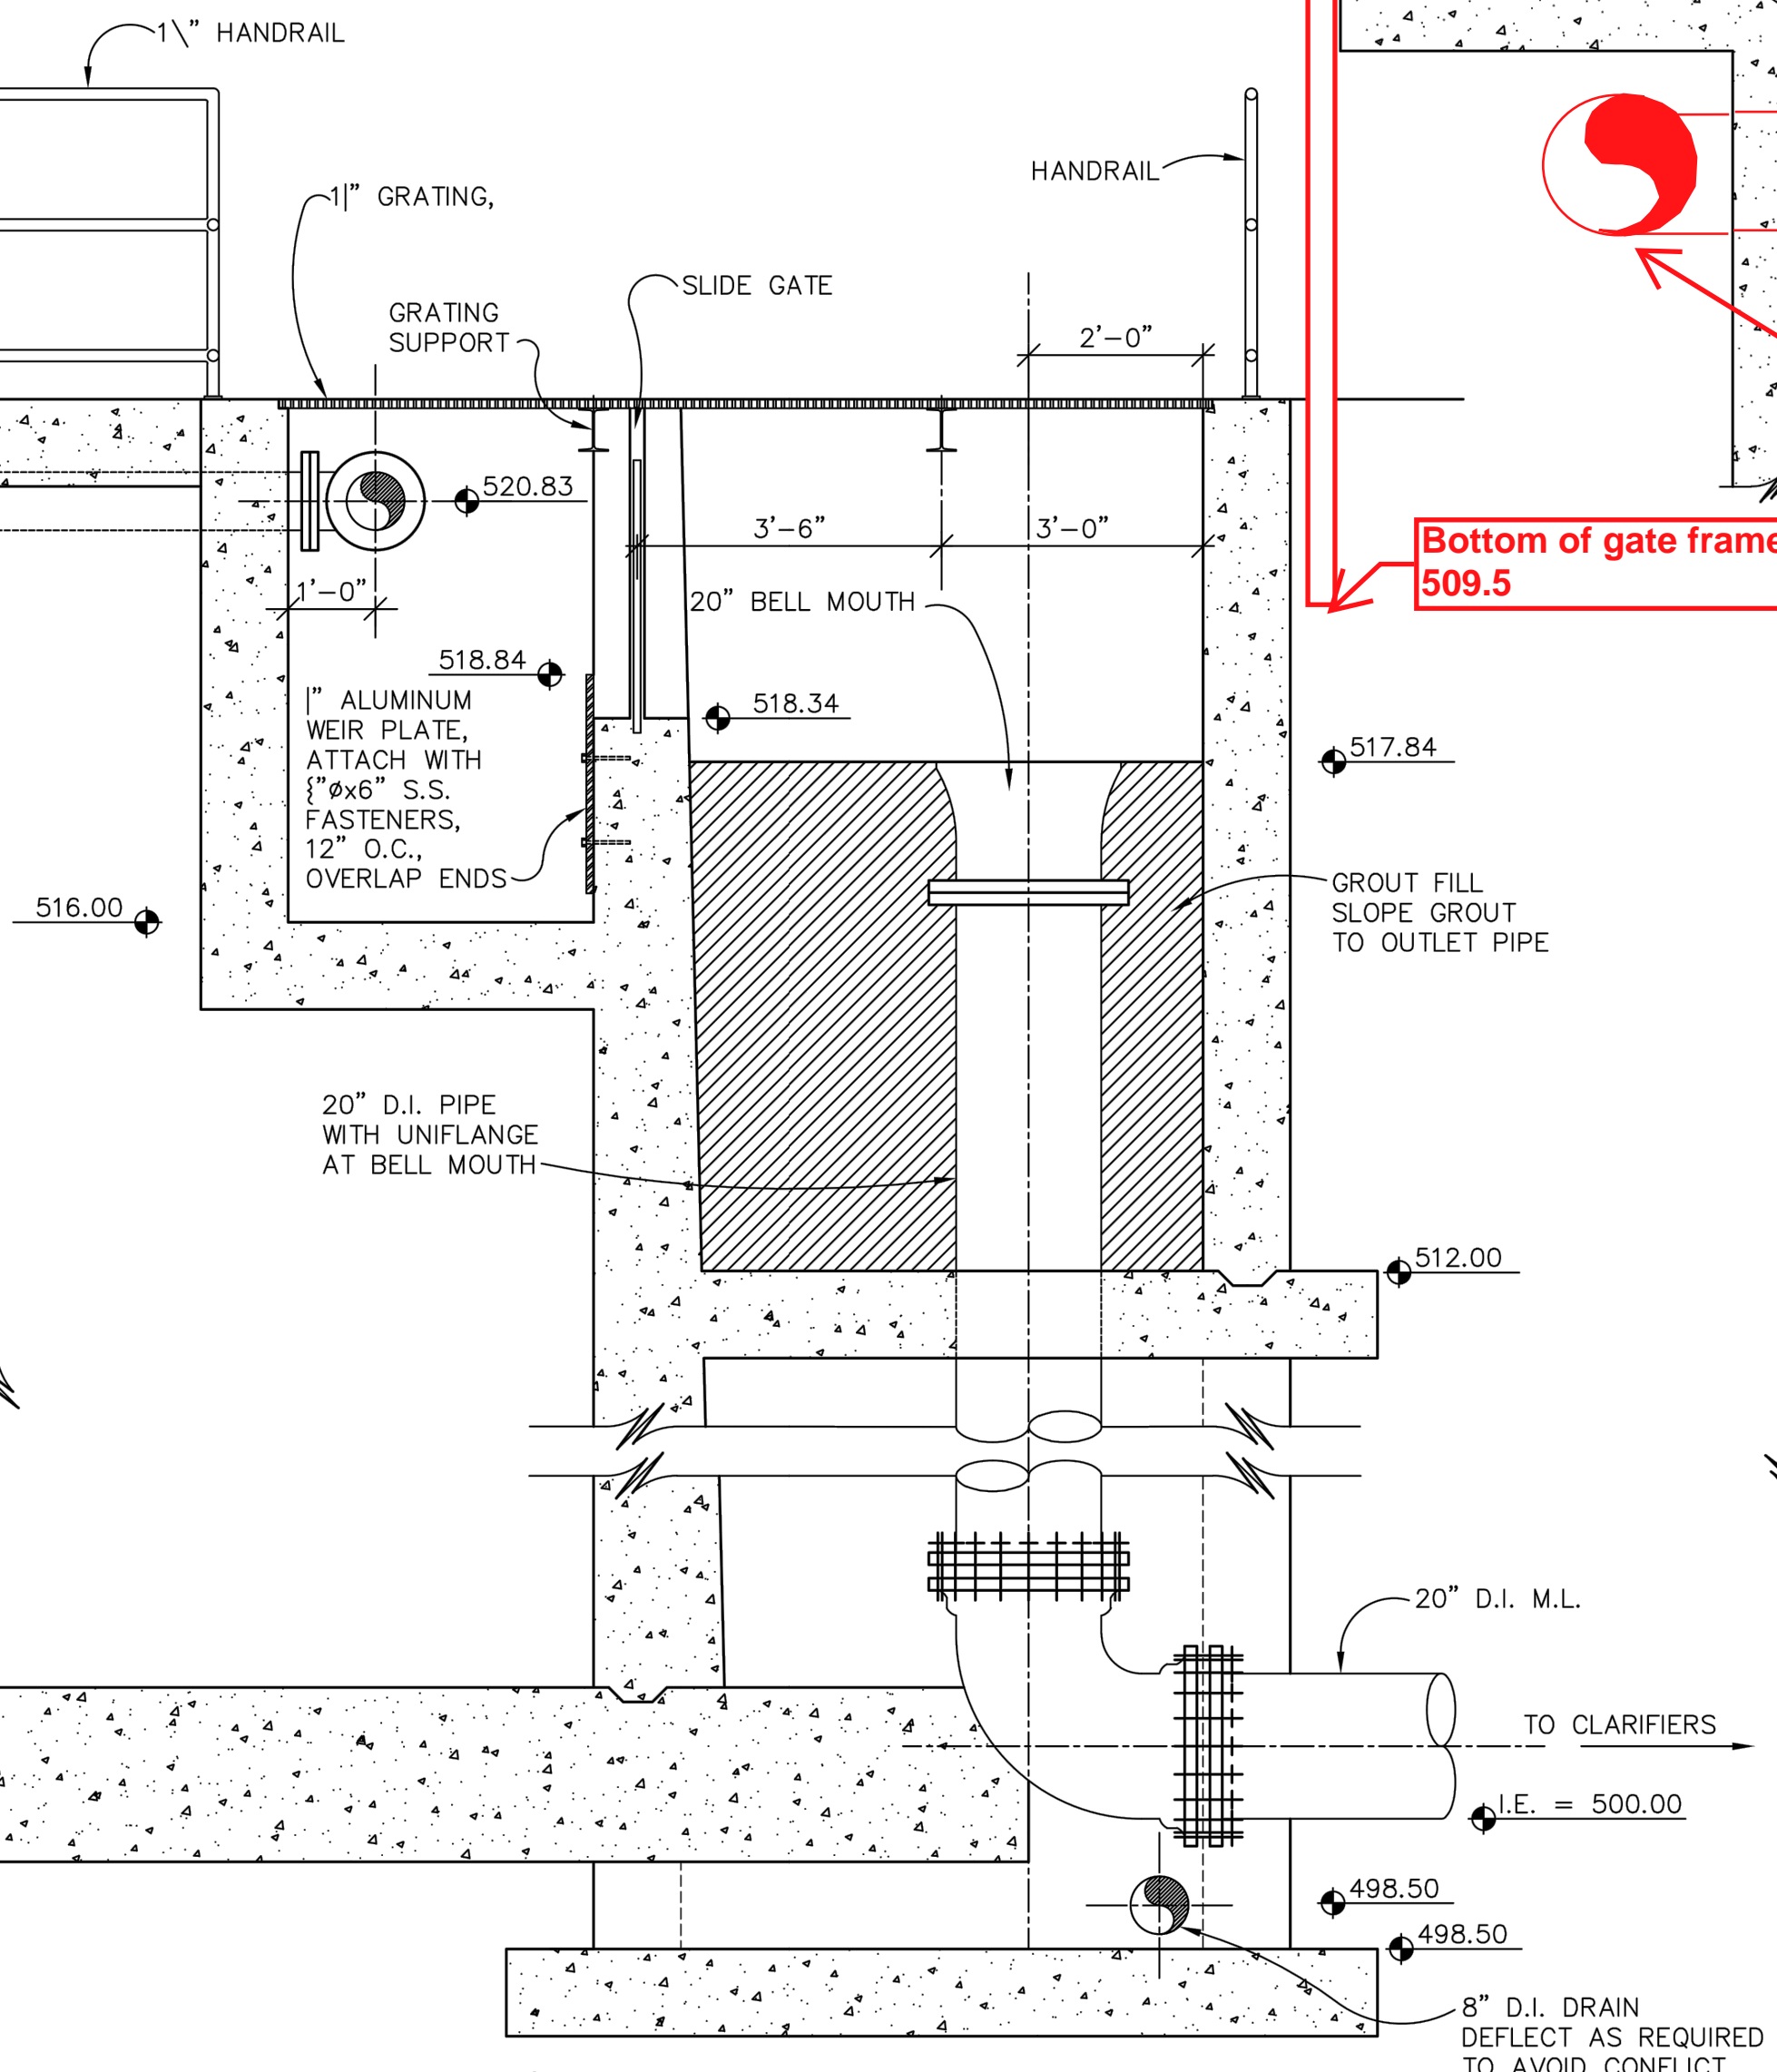 1\" HANDRAIL
HANDRAIL
1|" GRATING,
SLIDE GATE
GRATING
SUPPORT
2'-0"
520.83
3'-6"
3'-0"
Bottom of gate frame
509.5
1'-0"
20" BELL MOUTH
518.84
|" ALUMINUM
WEIR PLATE,
ATTACH WITH
{"Øx6" S.S.
FASTENERS,
12" O.C.,
OVERLAP ENDS
518.34
517.84
516.00
GROUT FILL
SLOPE GROUT
TO OUTLET PIPE
20" D.I. PIPE
WITH UNIFLANGE
AT BELL MOUTH
512.00
20" D.I. M.L.
TO CLARIFIERS
I.E. = 500.00
498.50
498.50
8" D.I. DRAIN
DEFLECT AS REQUIRED
TO AVOID CONFLICT